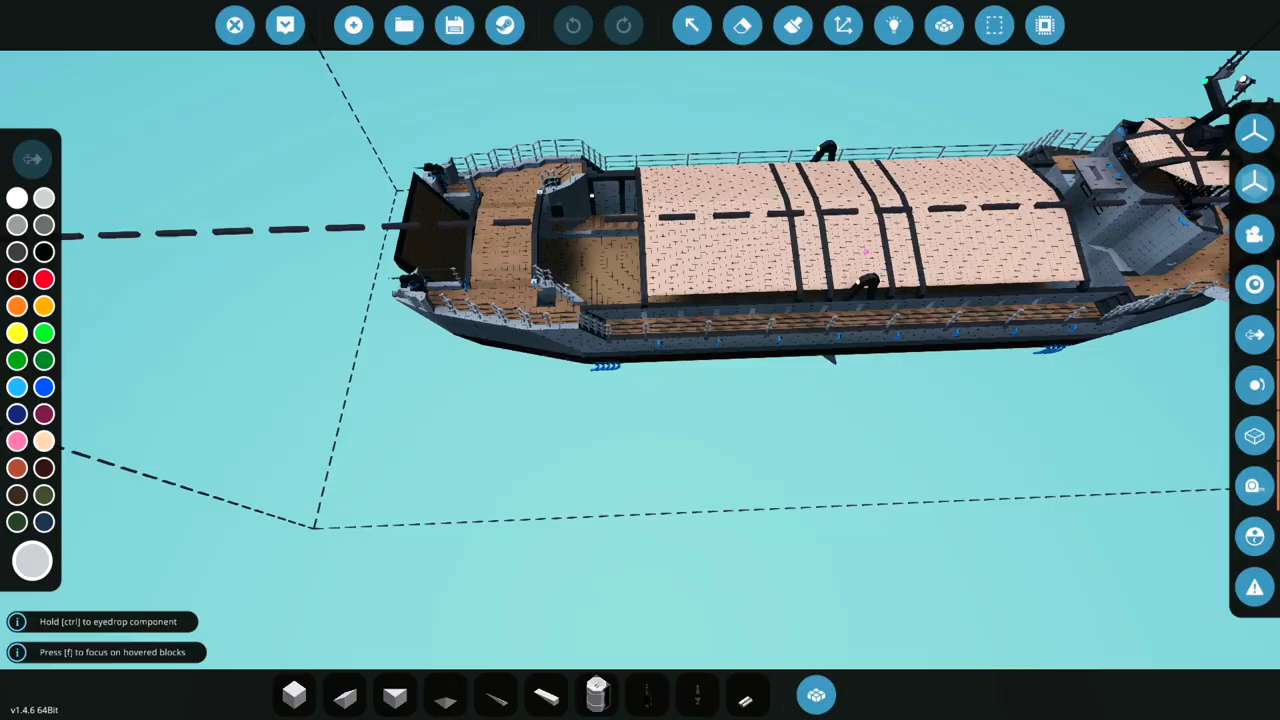 Hold [ctrl] to eyedrop component
Press [f] to focus on hovered blocks
v1.4.6 64Bit